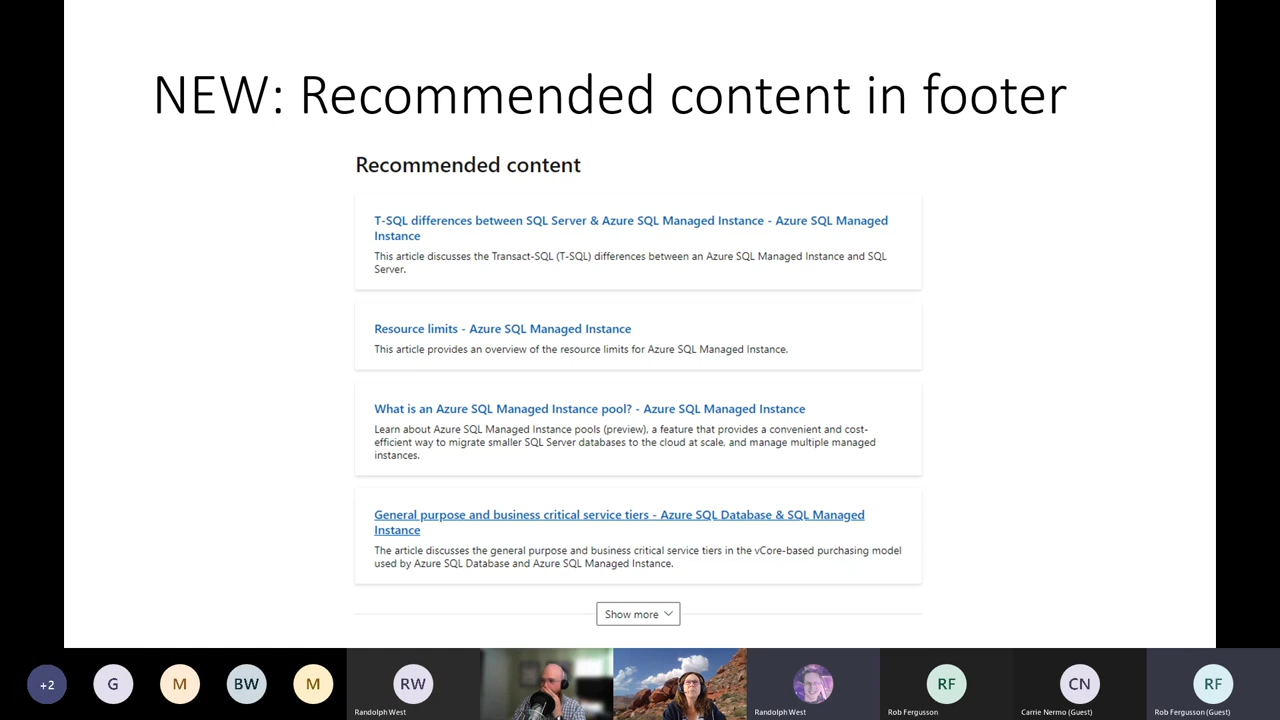 NEW: Recommended content in footer
Recommended content
T-SQL differences between SQL Server & Azure SQL Managed Instance - Azure SQL Managed
Instance
This article discusses the Transact-SQL (T-SQL) differences between an Azure SQL Managed Instance and SQL
Server.
Resource limits - Azure SQL Managed Instance
This article provides an overview of the resource limits for Azure SQL Managed Instance.
What is an Azure SQL Managed Instance pool? - Azure SQL Managed Instance
Learn about Azure SQL Managed Instance pools (preview), a feature that provides a convenient and cost-
efficient way to migrate smaller SQL Server databases to the cloud at scale, and manage multiple managed
instances.
General purpose and business critical service tiers - Azure SQL Database & SQL Managed
Instance
The article discusses the general purpose and business critical service tiers in the vCore-based purchasing model
used by Azure SQL Database and Azure SQL Managed Instance.
Show more
+2 G M BW M RW RF CN RF
Randolph West Randolph West Rob Fergusson Carrie Nermo (Guest) Rob Fergusson (Guest)